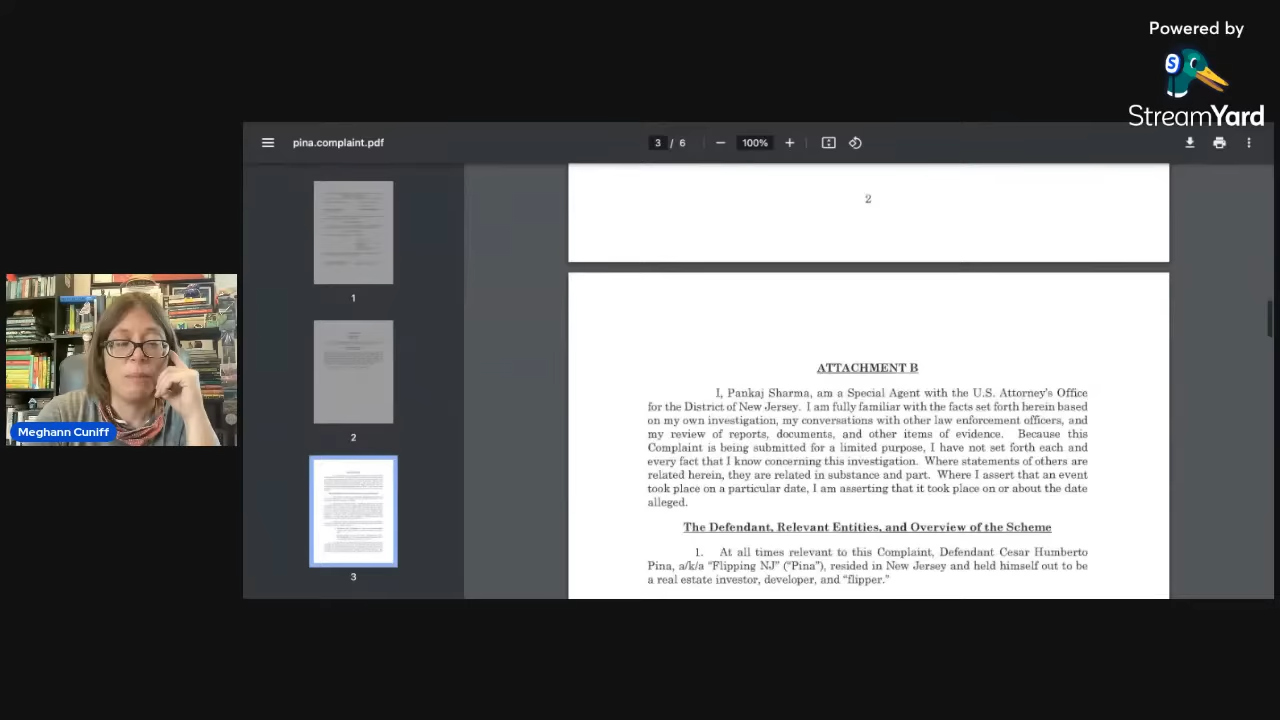 Powered by
S
StreamYard
pina.complaint.pdf
3 / 6
100%
1
2
3
2
ATTACHMENT B
I, Pankaj Sharma, am a Special Agent with the U.S. Attorney's Office
for the District of New Jersey. I am fully familiar with the facts set forth herein based
on my own investigation, my conversations with other law enforcement officers, and
my review of reports, documents, and other items of evidence. Because this
Complaint is being submitted for a limited purpose, I have not set forth each and
every fact that I know concerning this investigation. Where statements of others are
related herein, they are related in substance and part. Where I assert that an event
took place on a particular date, I am asserting that it took place on or about the date
alleged.
The Defendant, Relevant Entities, and Overview of the Scheme
1. At all times relevant to this Complaint, Defendant Cesar Humberto
Pina, a/k/a "Flipping NJ" ("Pina"), resided in New Jersey and held himself out to be
a real estate investor, developer, and "flipper."
Meghann Cuniff